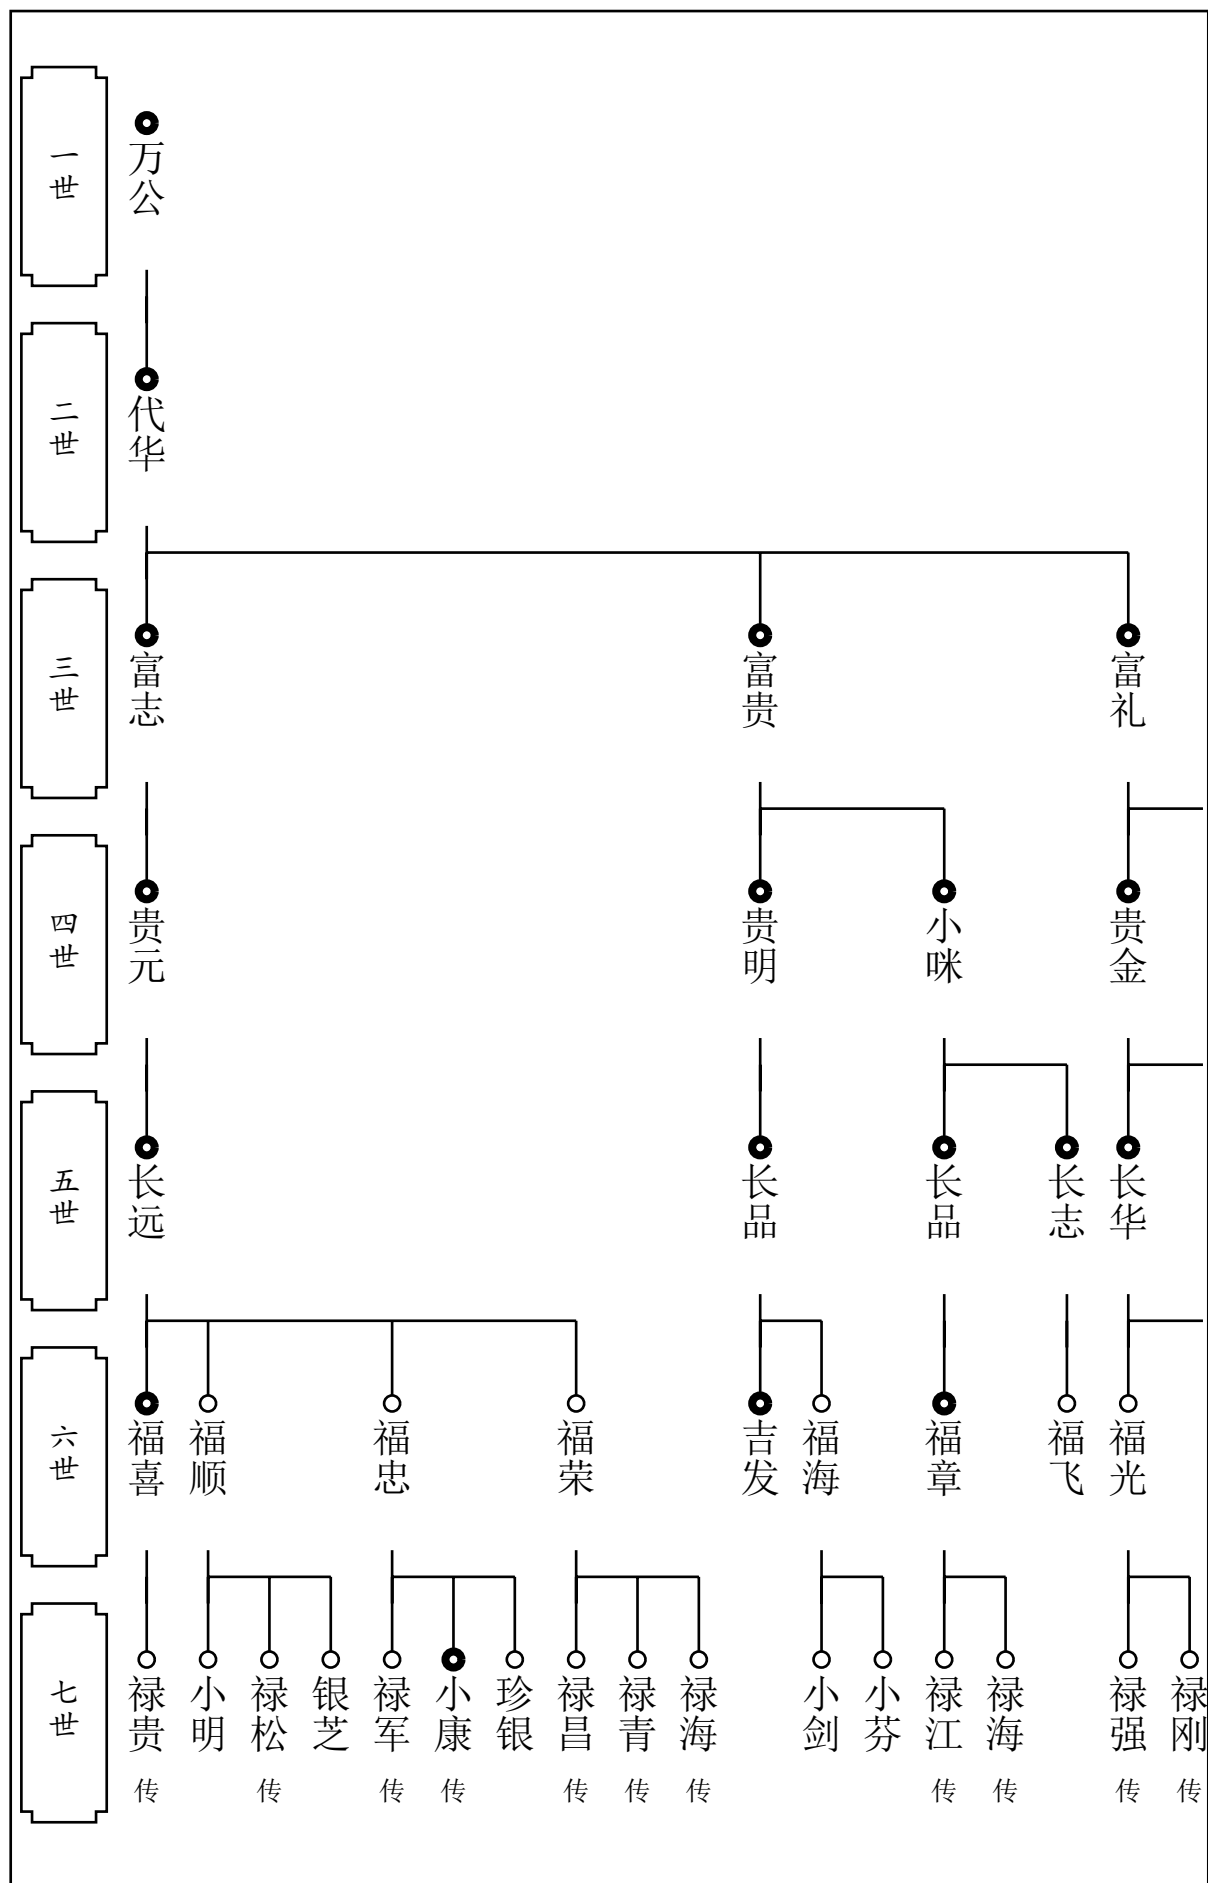 一世
万公
二世
代华
三世
富志
富贵
富礼
四世
贵元
贵明
小咪
贵金
五世
长远
长品
长品
长志
长华
六世
福喜
福顺
福忠
福荣
吉发
福海
福章
福飞
福光
七世
禄贵
传
小明
禄松
传
银芝
禄军
传
小康
传
珍银
禄昌
传
禄青
传
禄海
传
小剑
小芬
禄江
传
禄海
传
禄强
传
禄刚
传